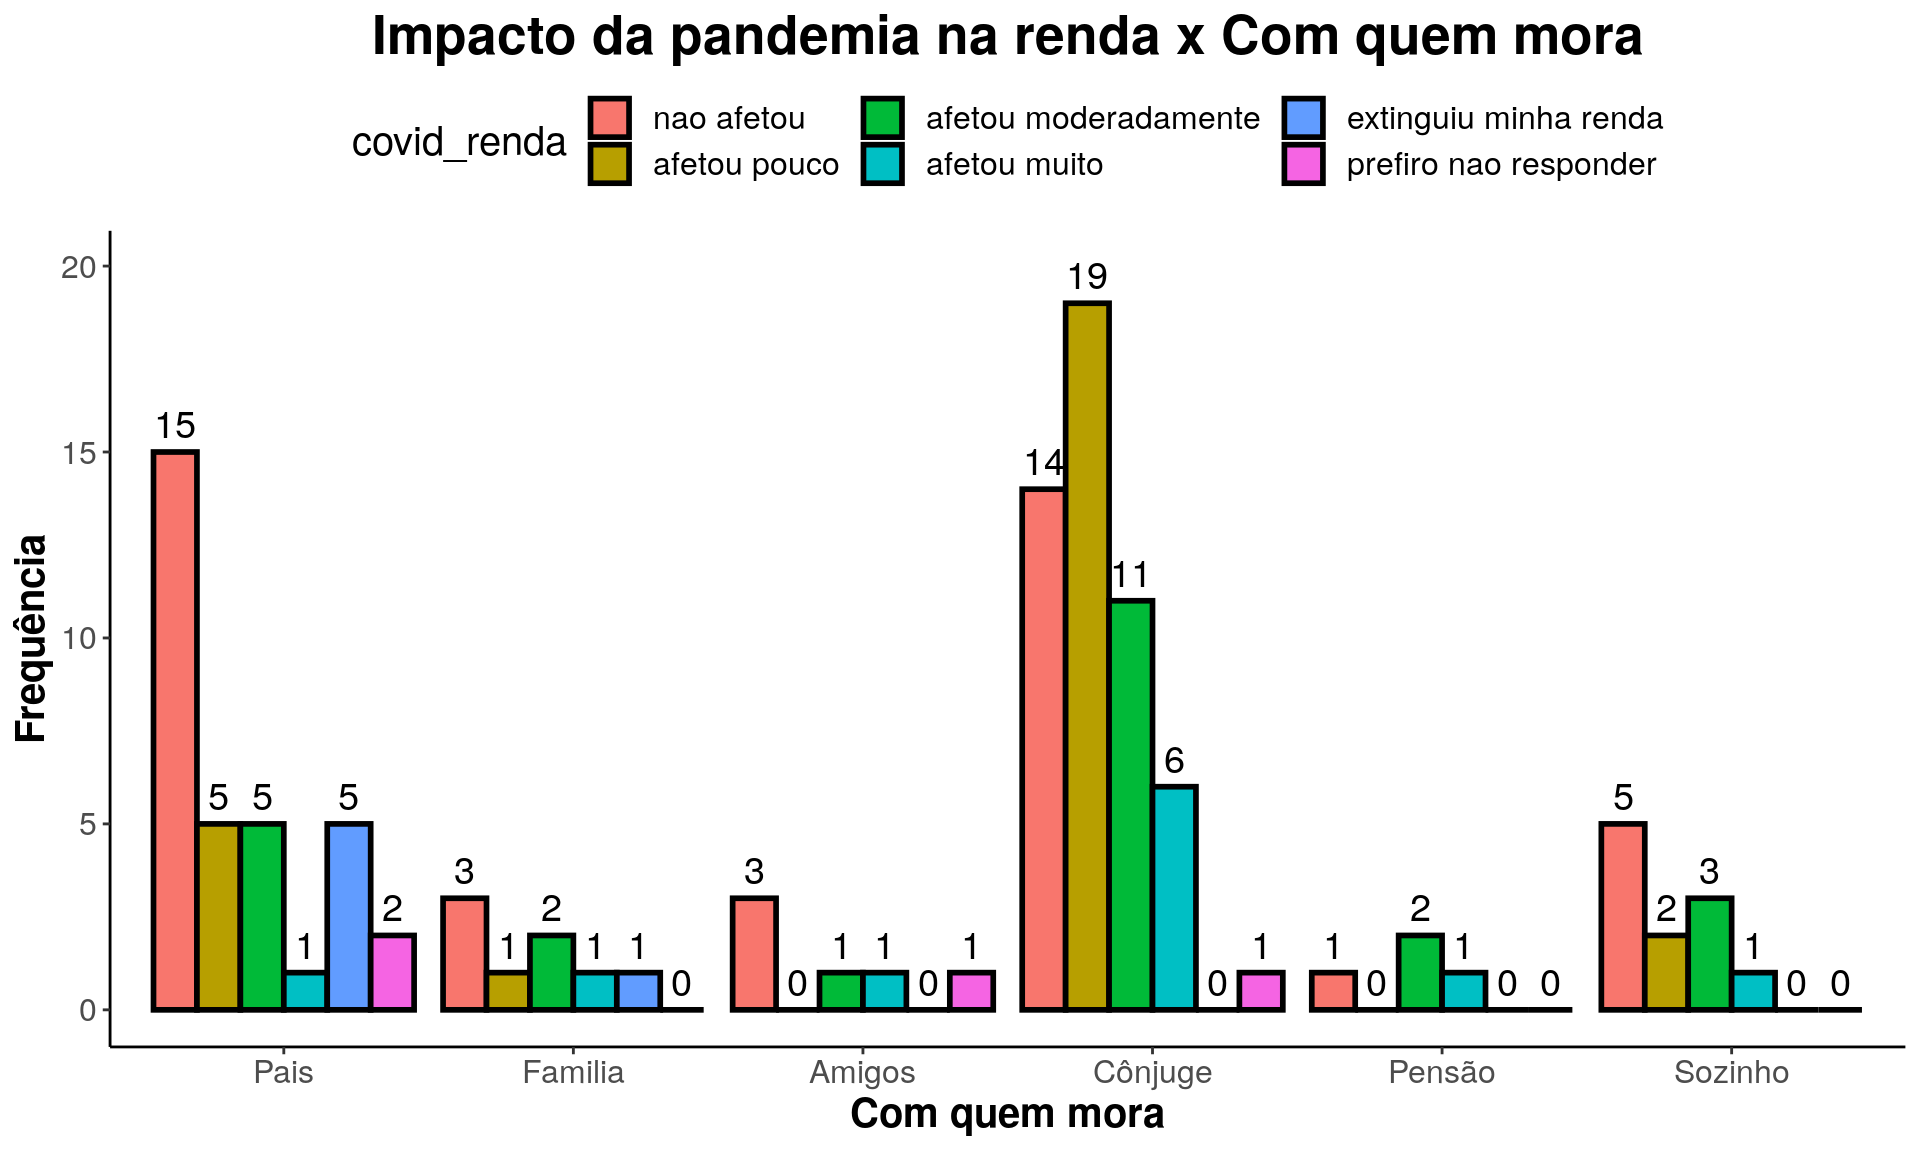 Impacto da pandemia na renda x Com quem mora
covid_renda
nao afetou
afetou moderadamente
extinguiu minha renda
afetou pouco
afetou muito
prefiro nao responder
Frequência
20
15
10
5
0
15 5 5 1 5 2
3 1 2 1 1 0
3 0 1 1 0 1
14 19 11 6 0 1
1 0 2 1 0 0
5 2 3 1 0 0
Pais Familia Amigos Cônjuge Pensão Sozinho
Com quem mora